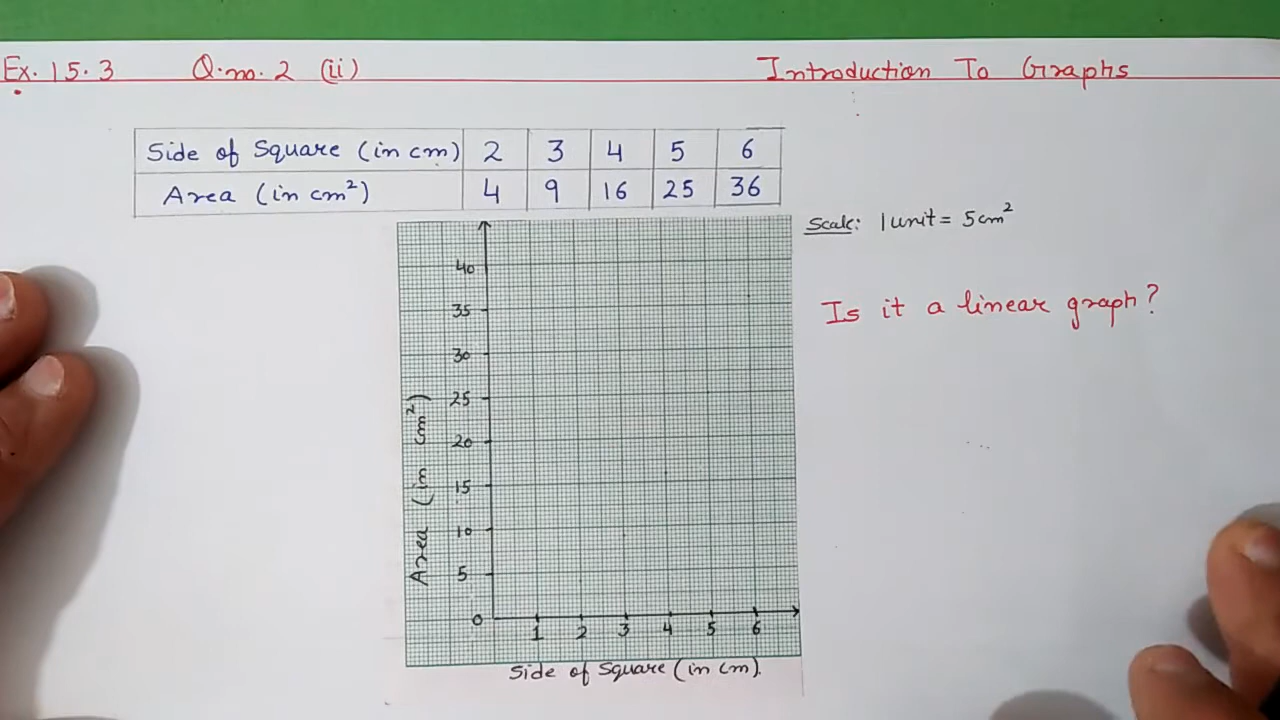 Ex. 15.3 Q.no. 2 (ii) Introduction To Graphs
Side of Square (in cm) 2 3 4 5 6
Area (in cm²) 4 9 16 25 36
Scale: 1 unit = 5 cm²
Is it a linear graph?
40
35
30
25
20
15
10
5
0
Area (in cm²)
1 2 3 4 5 6
Side of Square (in cm).